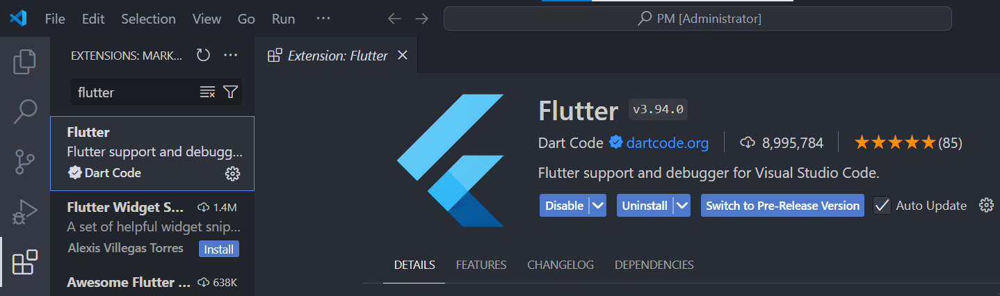 File Edit Selection View Go Run ···
PM [Administrator]
EXTENSIONS: MARK...
flutter
Flutter
Flutter support and debugg...
Dart Code
Flutter Widget S... 1.4M
A set of helpful widget snip...
Alexis Villegas Torres Install
Awesome Flutter ... 638K
Extension: Flutter
Flutter v3.94.0
Dart Code dartcode.org 8,995,784 (85)
Flutter support and debugger for Visual Studio Code.
Disable Uninstall Switch to Pre-Release Version Auto Update
DETAILS FEATURES CHANGELOG DEPENDENCIES